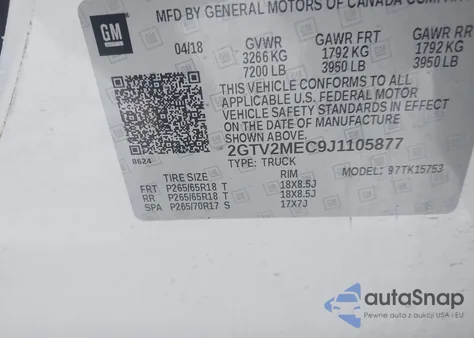 MFD BY GENERAL MOTORS OF CANADA COMPANY
GM
04/18
GVWR GAWR FRT GAWR RR
3266 KG 1792 KG 1792 KG
7200 LB 3950 LB 3950 LB
THIS VEHICLE CONFORMS TO ALL
APPLICABLE U.S. FEDERAL MOTOR
VEHICLE SAFETY STANDARDS IN EFFECT
ON THE DATE OF MANUFACTURE SHOWN ABOVE.
2GTV2MEC9J1105877
8624
TYPE: TRUCK
MODEL: 97TK15753
TIRE SIZE RIM
FRT P265/65R18 T 18X8.5J
RR P265/65R18 T 18X8.5J
SPA P265/70R17 S 17X7J
autoSnap
Pewne auta z USA i EU